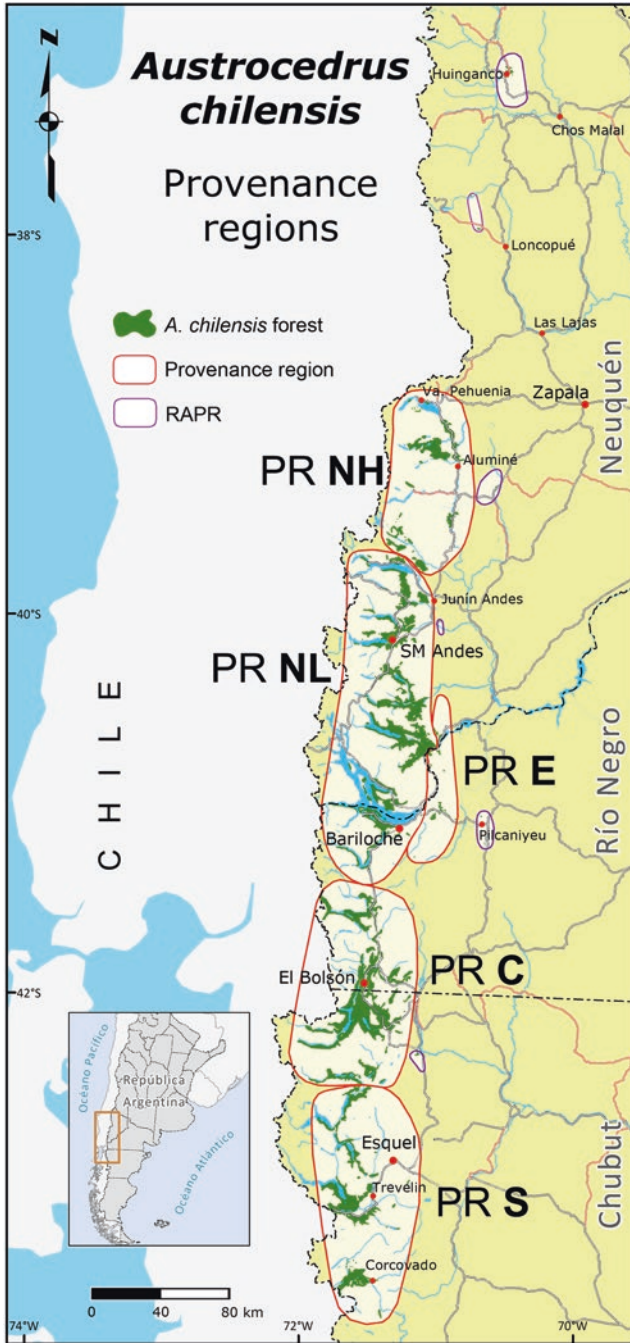 N
Austrocedrus
chilensis
Provenance
regions
A. chilensis forest
Provenance region
RAPR
Huinganco
Chos Malal
38°S
Loncopué
Las Lajas
Neuquén
Va. Pehuenia
Zapala
PR NH
Aluminé
40°S
Junín Andes
PR NL
SM Andes
CHILE
PR E
Río Negro
Bariloche
Pilcaniyeu
El Bolsón
PR C
42°S
Océano Pacífico
República
Argentina
Océano Atlántico
Esquel
Trevelin
PR S
Chubut
Corcovado
0 40 80 km
74°W
72°W
70°W